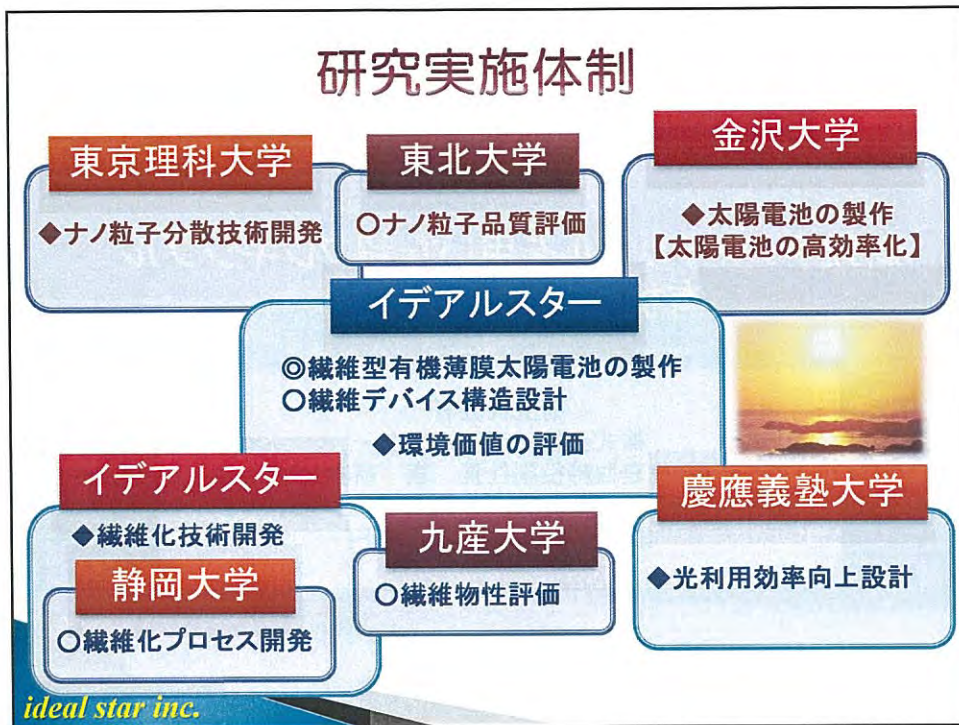 研究実施体制
東京理科大学
◆ナノ粒子分散技術開発
東北大学
○ナノ粒子品質評価
金沢大学
◆太陽電池の製作
【太陽電池の高効率化】
イデアルスター
◎繊維型有機薄膜太陽電池の製作
○繊維デバイス構造設計
◆環境価値の評価
イデアルスター
◆繊維化技術開発
静岡大学
○繊維化プロセス開発
九産大学
○繊維物性評価
慶應義塾大学
◆光利用効率向上設計
ideal star inc.